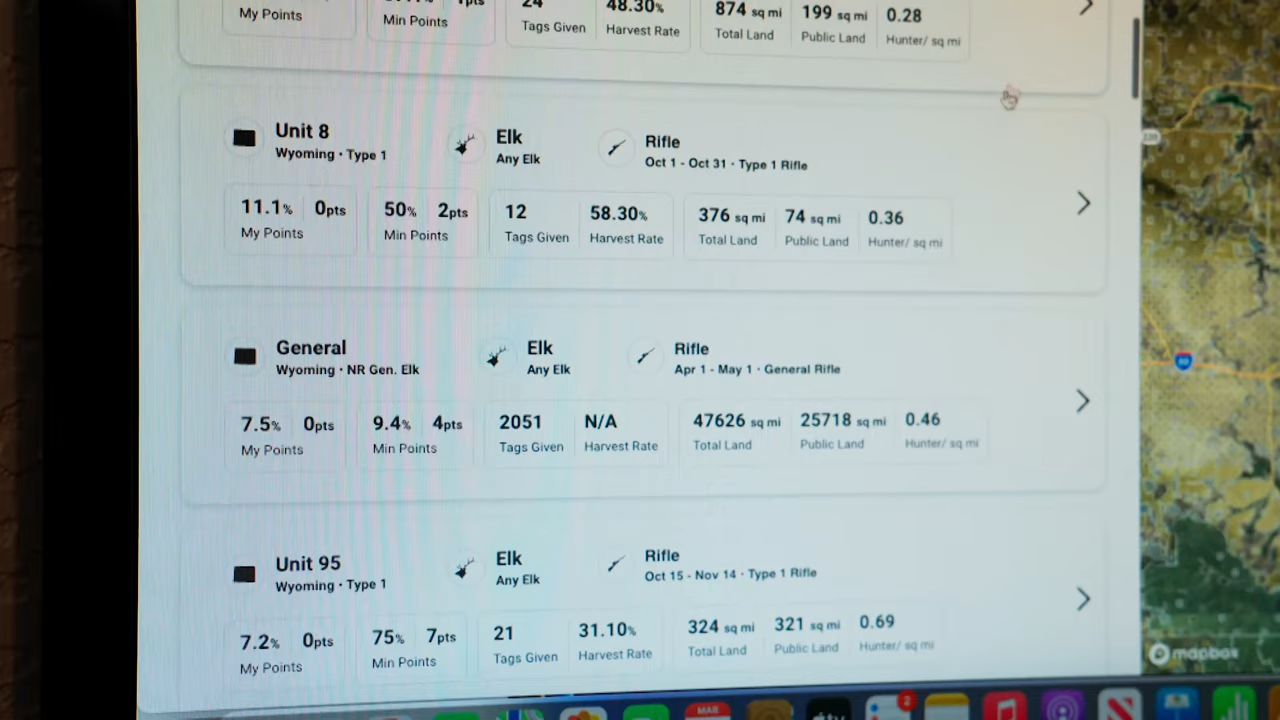 My Points
Min Points
24
Tags Given
48.30%
Harvest Rate
874 sq mi
Total Land
199 sq mi
Public Land
0.28
Hunter/ sq mi
Unit 8
Wyoming · Type 1
Elk
Any Elk
Rifle
Oct 1 - Oct 31 · Type 1 Rifle
11.1% 0pts
My Points
50% 2pts
Min Points
12
Tags Given
58.30%
Harvest Rate
376 sq mi
Total Land
74 sq mi
Public Land
0.36
Hunter/ sq mi
General
Wyoming · NR Gen. Elk
Elk
Any Elk
Rifle
Apr 1 - May 1 · General Rifle
7.5% 0pts
My Points
9.4% 4pts
Min Points
2051
Tags Given
N/A
Harvest Rate
47626 sq mi
Total Land
25718 sq mi
Public Land
0.46
Hunter/ sq mi
Unit 95
Wyoming · Type 1
Elk
Any Elk
Rifle
Oct 15 - Nov 14 · Type 1 Rifle
7.2% 0pts
My Points
75% 7pts
Min Points
21
Tags Given
31.10%
Harvest Rate
324 sq mi
Total Land
321 sq mi
Public Land
0.69
Hunter/ sq mi
mapbox
MAR
2
tv